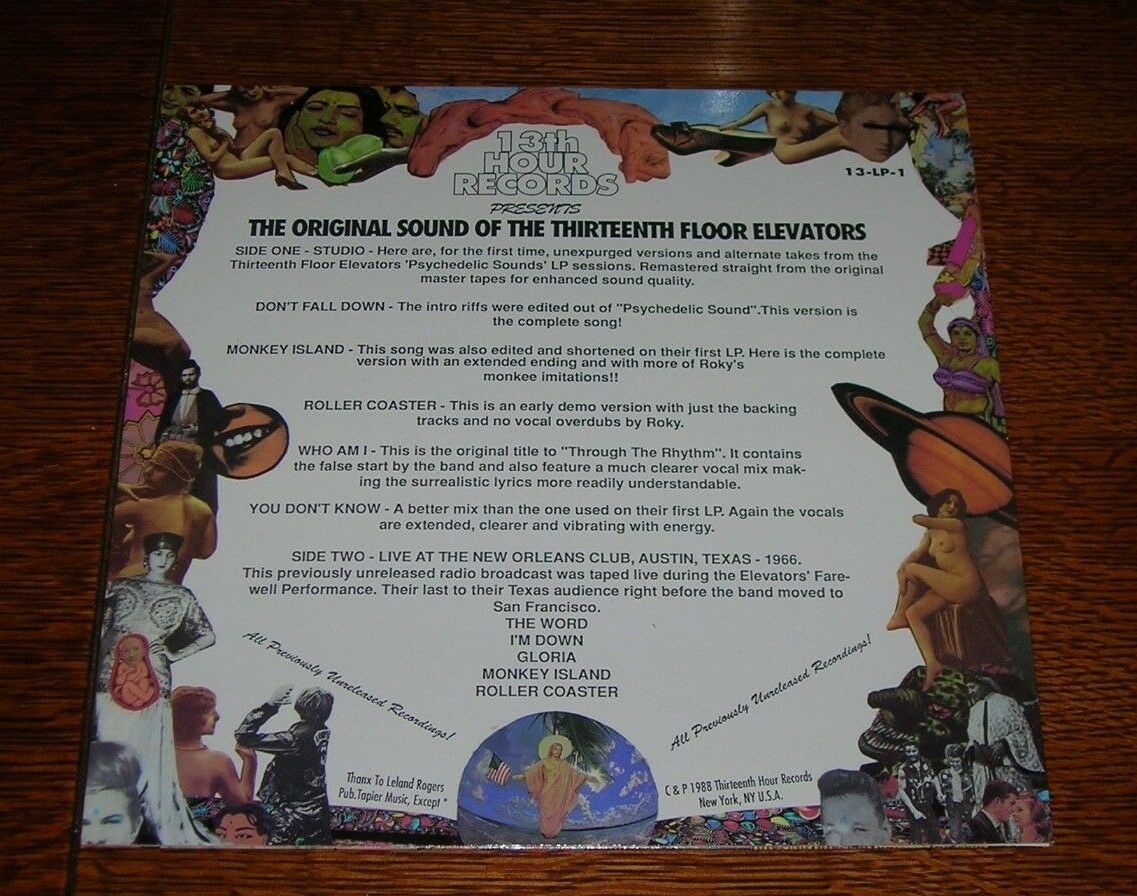 13th
HOUR
RECORDS
PRESENTS
13-LP-1
THE ORIGINAL SOUND OF THE THIRTEENTH FLOOR ELEVATORS
SIDE ONE - STUDIO - Here are, for the first time, unexpurged versions and alternate takes from the
Thirteenth Floor Elevators 'Psychedelic Sounds' LP sessions. Remastered straight from the original
master tapes for enhanced sound quality.
DON'T FALL DOWN - The intro riffs were edited out of "Psychedelic Sound".This version is
the complete song!
MONKEY ISLAND - This song was also edited and shortened on their first LP. Here is the complete
version with an extended ending and with more of Roky's
monkee imitations!!
ROLLER COASTER - This is an early demo version with just the backing
tracks and no vocal overdubs by Roky.
WHO AM I - This is the original title to "Through The Rhythm". It contains
the false start by the band and also feature a much clearer vocal mix mak-
ing the surrealistic lyrics more readily understandable.
YOU DON'T KNOW - A better mix than the one used on their first LP. Again the vocals
are extended, clearer and vibrating with energy.
SIDE TWO - LIVE AT THE NEW ORLEANS CLUB, AUSTIN, TEXAS - 1966.
This previously unreleased radio broadcast was taped live during the Elevators' Fare-
well Performance. Their last to their Texas audience right before the band moved to
San Francisco.
THE WORD
I'M DOWN
GLORIA
MONKEY ISLAND
ROLLER COASTER
All Previously Unreleased Recordings!
All Previously Unreleased Recordings!
Thanx To Leland Rogers
Pub.Tapier Music, Except *
C & P 1988 Thirteenth Hour Records
New York, NY U.S.A.